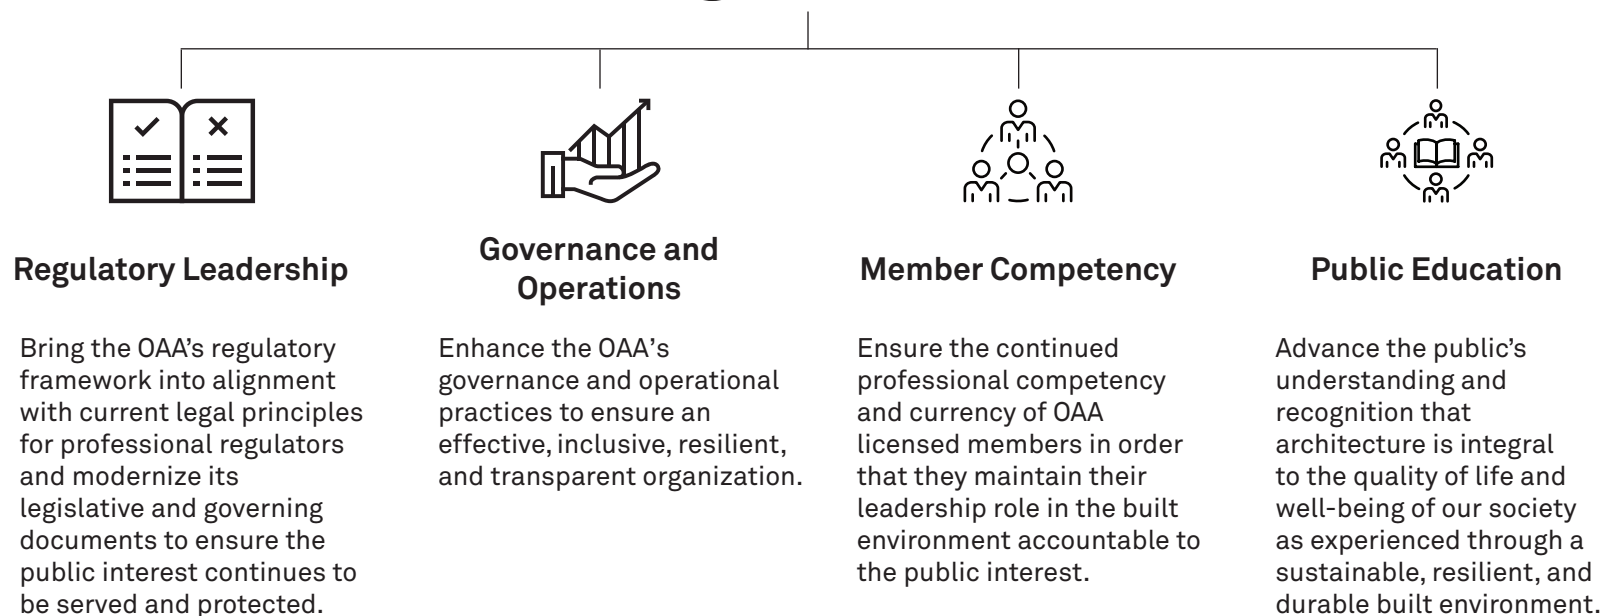 Regulatory Leadership
Bring the OAA's regulatory
framework into alignment
with current legal principles
for professional regulators
and modernize its
legislative and governing
documents to ensure the
public interest continues to
be served and protected.
Governance and
Operations
Enhance the OAA's
governance and operational
practices to ensure an
effective, inclusive, resilient,
and transparent organization.
Member Competency
Ensure the continued
professional competency
and currency of OAA
licensed members in order
that they maintain their
leadership role in the built
environment accountable to
the public interest.
Public Education
Advance the public's
understanding and
recognition that
architecture is integral
to the quality of life and
well-being of our society
as experienced through a
sustainable, resilient, and
durable built environment.